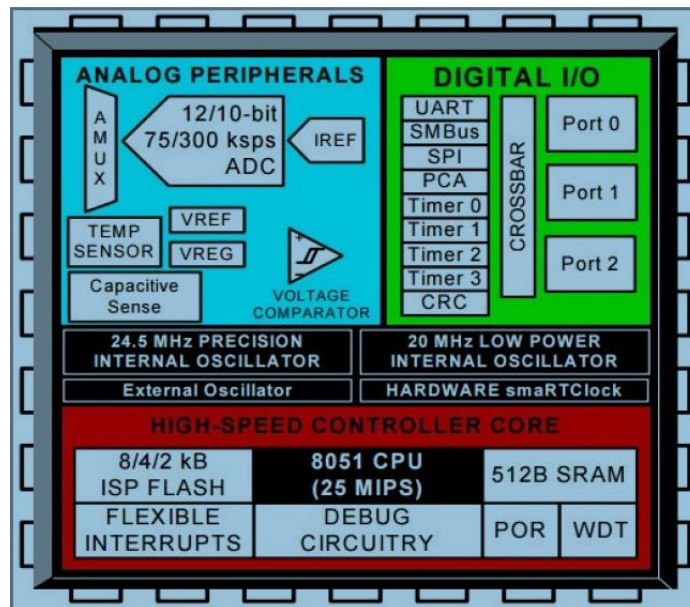 ANALOG PERIPHERALS
AMUX
12/10-bit
75/300 ksps
ADC
IREF
TEMP
SENSOR
VREF
VREG
Capacitive
Sense
+
–
VOLTAGE
COMPARATOR
DIGITAL I/O
UART
SMBus
SPI
PCA
Timer 0
Timer 1
Timer 2
Timer 3
CRC
CROSSBAR
Port 0
Port 1
Port 2
24.5 MHz PRECISION
INTERNAL OSCILLATOR
20 MHz LOW POWER
INTERNAL OSCILLATOR
External Oscillator
HARDWARE smaRTClock
HIGH-SPEED CONTROLLER CORE
8/4/2 kB
ISP FLASH
8051 CPU
(25 MIPS)
512B SRAM
FLEXIBLE
INTERRUPTS
DEBUG
CIRCUITRY
POR
WDT